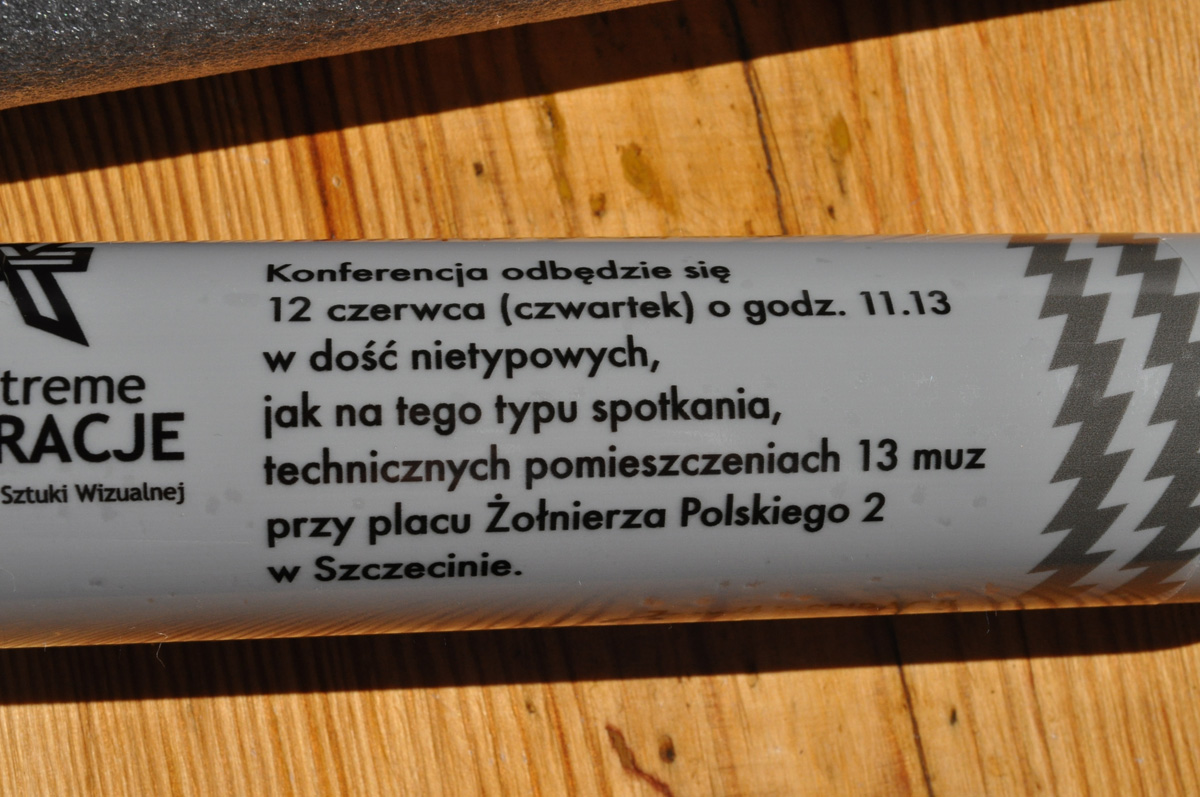 Konferencja odbędzie się
12 czerwca (czwartek) o godz. 11.13
w dość nietypowych,
jak na tego typu spotkania,
technicznych pomieszczeniach 13 muz
przy placu Żołnierza Polskiego 2
w Szczecinie.
treme
RACJE
Sztuki Wizualnej